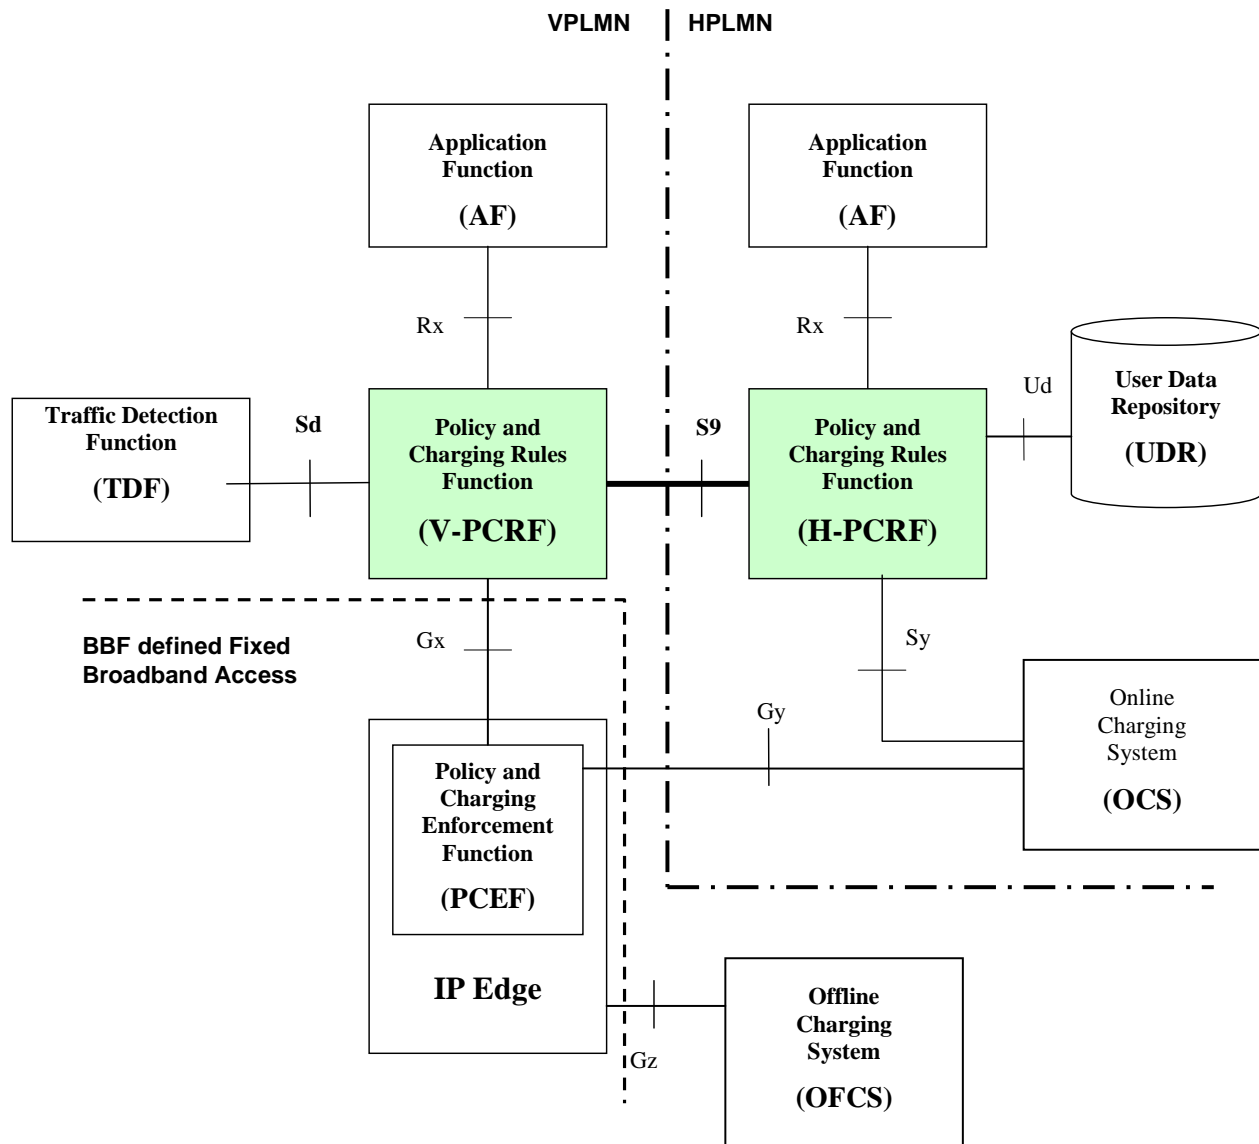 VPLMN
HPLMN
Application
Function
(AF)
Application
Function
(AF)
Rx
Rx
Traffic Detection
Function
(TDF)
Sd
Policy and
Charging Rules
Function
(V-PCRF)
S9
Policy and
Charging Rules
Function
(H-PCRF)
Ud
User Data
Repository
(UDR)
BBF defined Fixed
Broadband Access
Gx
Sy
Gy
Online
Charging
System
(OCS)
Policy and
Charging
Enforcement
Function
(PCEF)
IP Edge
Gz
Offline
Charging
System
(OFCS)